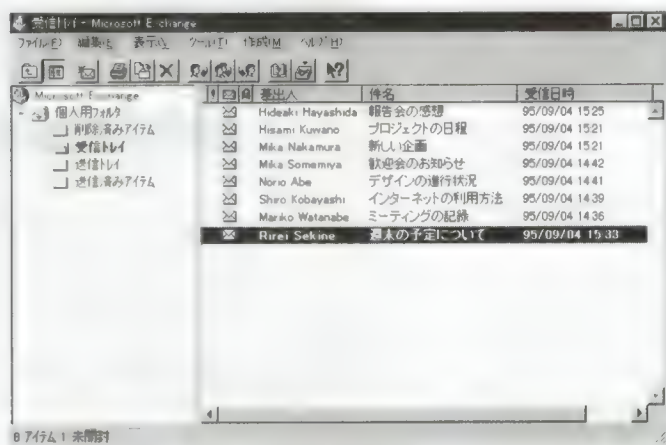 受信トレイ - Microsoft Exchange
ファイル(F) 編集(E) 表示(V) ツール(T) 作成(M) ヘルプ(H)
Microsoft Exchange
個人用フォルダ
削除済みアイテム
受信トレイ
送信トレイ
送信済みアイテム
! 差出人 件名 受信日時
Hideaki Hayashida 報告会の感想 95/09/04 15:25
Hisami Kuwano プロジェクトの日程 95/09/04 15:21
Mika Nakamura 新しい企画 95/09/04 15:21
Mika Somemiya 歓迎会のお知らせ 95/09/04 14:42
Norio Abe デザインの進行状況 95/09/04 14:41
Shiro Kobayashi インターネットの利用方法 95/09/04 14:39
Mariko Watanabe ミーティングの記録 95/09/04 14:36
Rirei Sekine 週末の予定について 95/09/04 15:33
8 アイテム, 1 未開封